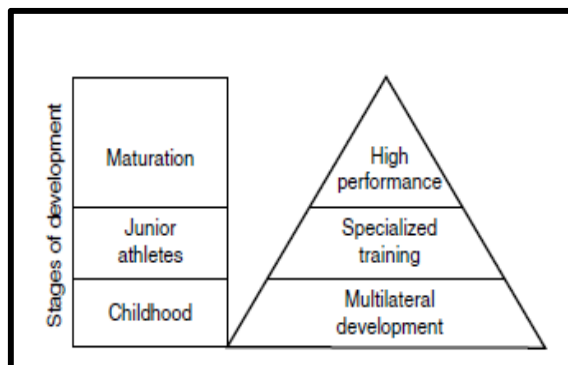 Stages of development
Maturation
High
performance
Junior
athletes
Specialized
training
Childhood
Multilateral
development